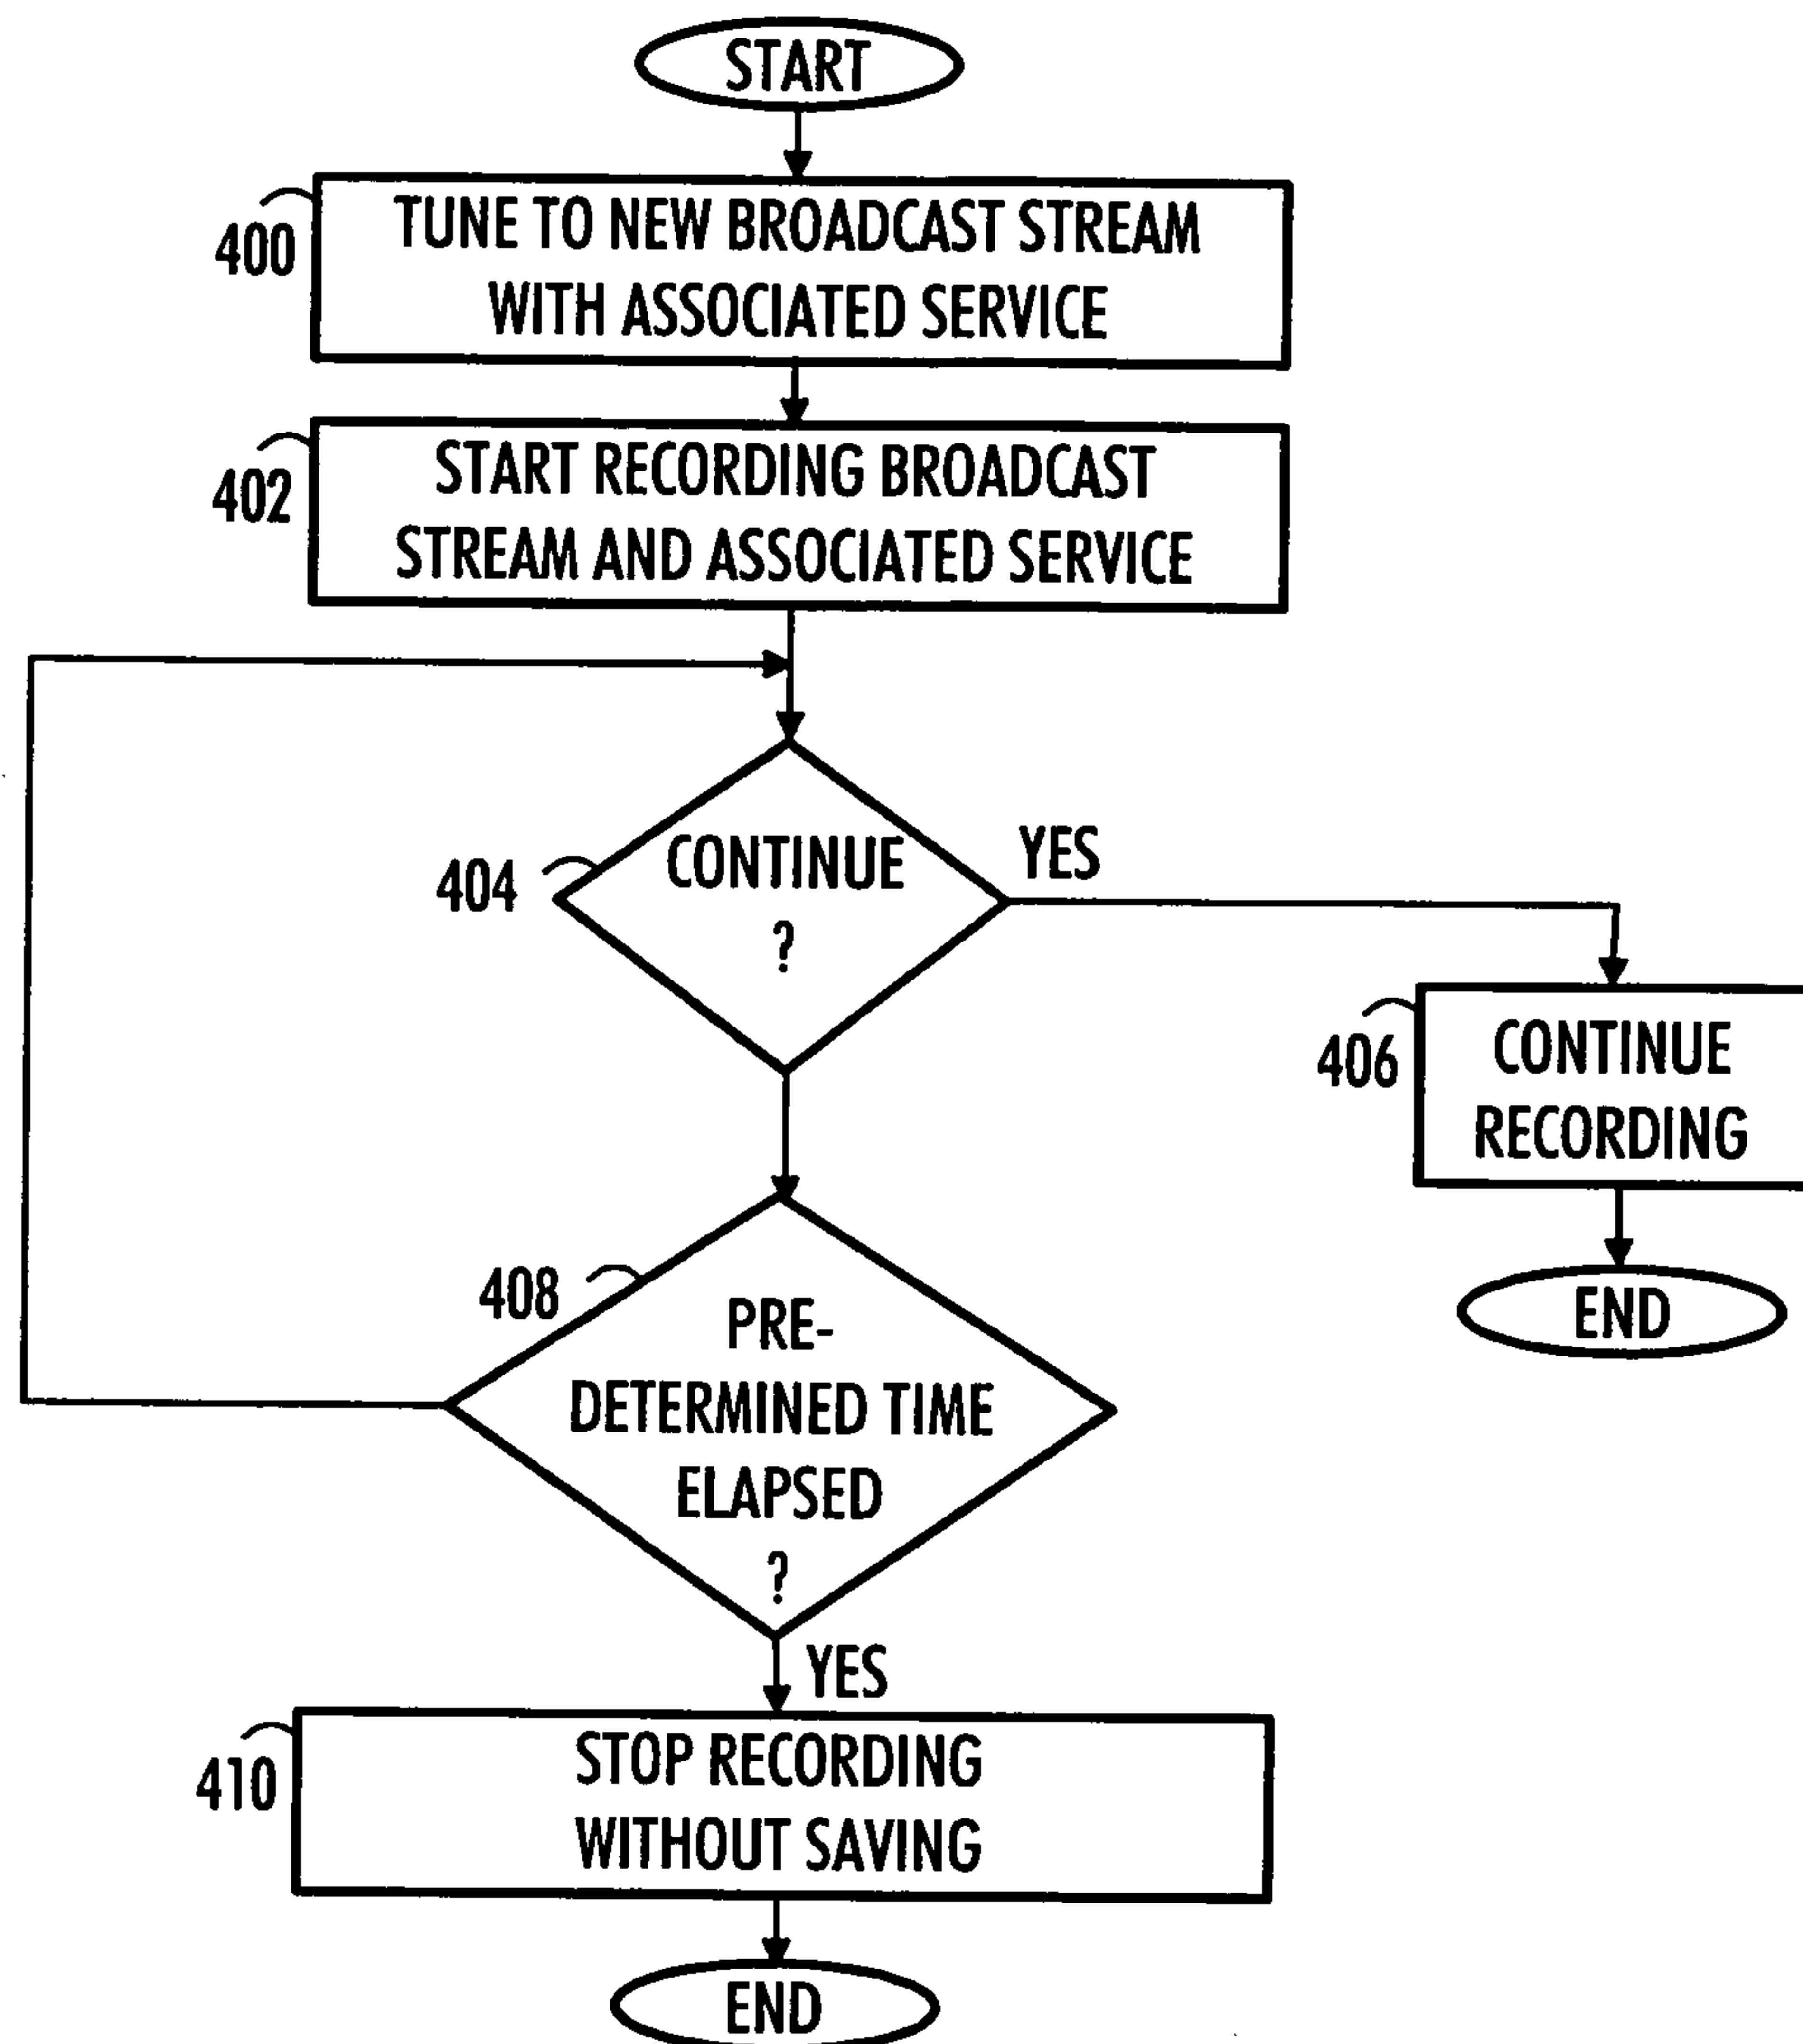 START
400
TUNE TO NEW BROADCAST STREAM
WITH ASSOCIATED SERVICE
402
START RECORDING BROADCAST
STREAM AND ASSOCIATED SERVICE
404
CONTINUE
?
YES
406
CONTINUE
RECORDING
END
408
PRE-
DETERMINED TIME
ELAPSED
?
YES
410
STOP RECORDING
WITHOUT SAVING
END